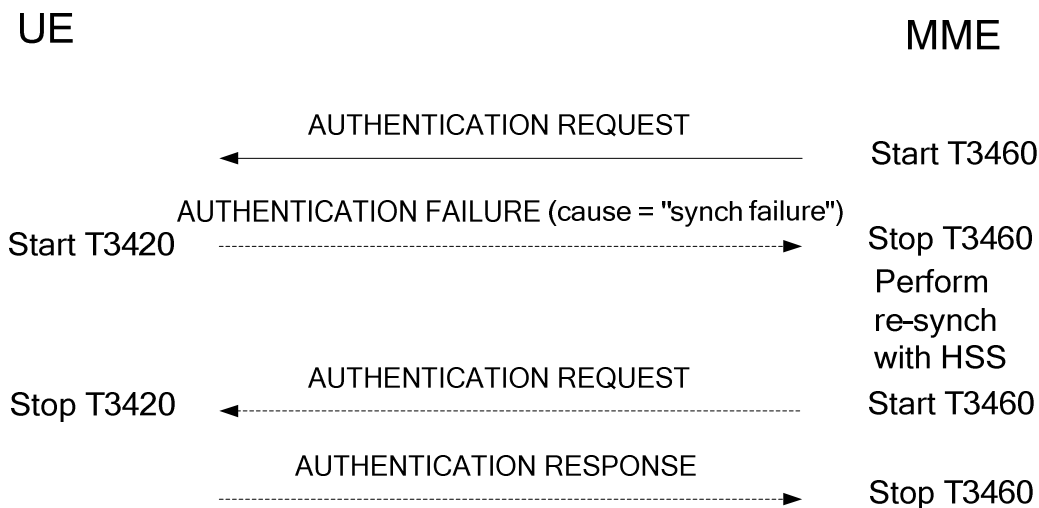 UE
MME
AUTHENTICATION REQUEST
Start T3460
AUTHENTICATION FAILURE (cause = "synch failure")
Start T3420
Stop T3460
Perform
re-synch
with HSS
AUTHENTICATION REQUEST
Stop T3420
Start T3460
AUTHENTICATION RESPONSE
Stop T3460